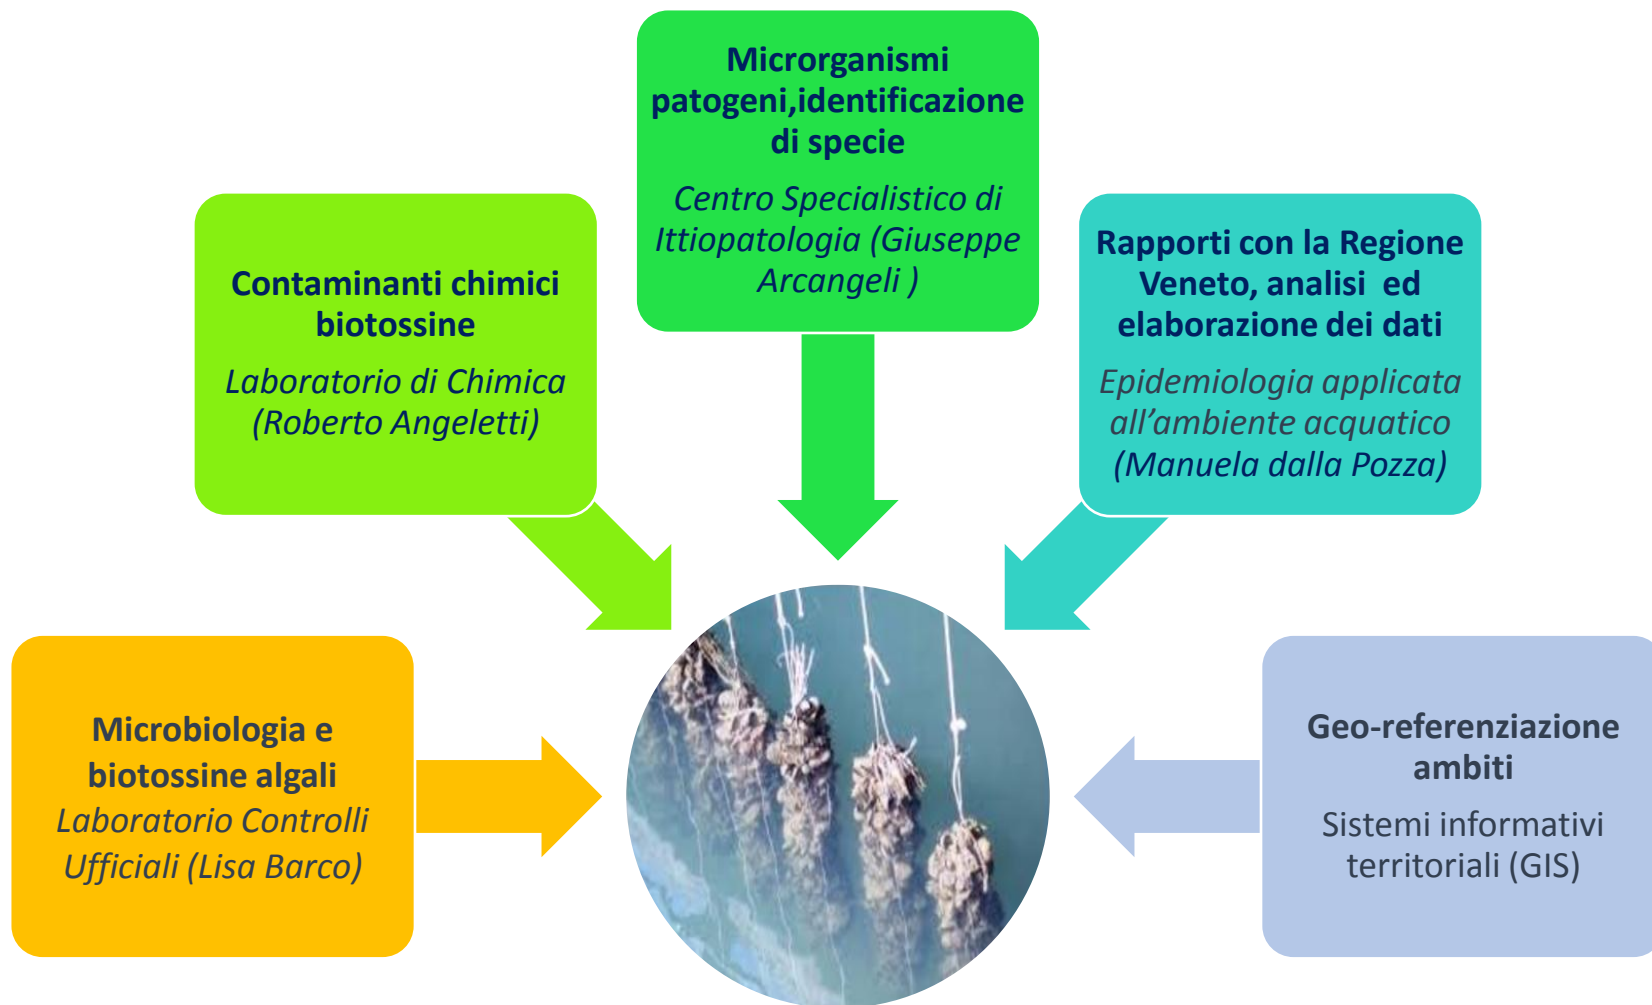 Microrganismi
patogeni,identificazione
di specie
Centro Specialistico di
Ittiopatologia (Giuseppe
Arcangeli )
Contaminanti chimici
biotossine
Laboratorio di Chimica
(Roberto Angeletti)
Rapporti con la Regione
Veneto, analisi  ed
elaborazione dei dati
Epidemiologia applicata
all’ambiente acquatico
(Manuela dalla Pozza)
Microbiologia e
biotossine algali
Laboratorio Controlli
Ufficiali (Lisa Barco)
Geo-referenziazione
ambiti
Sistemi informativi
territoriali (GIS)